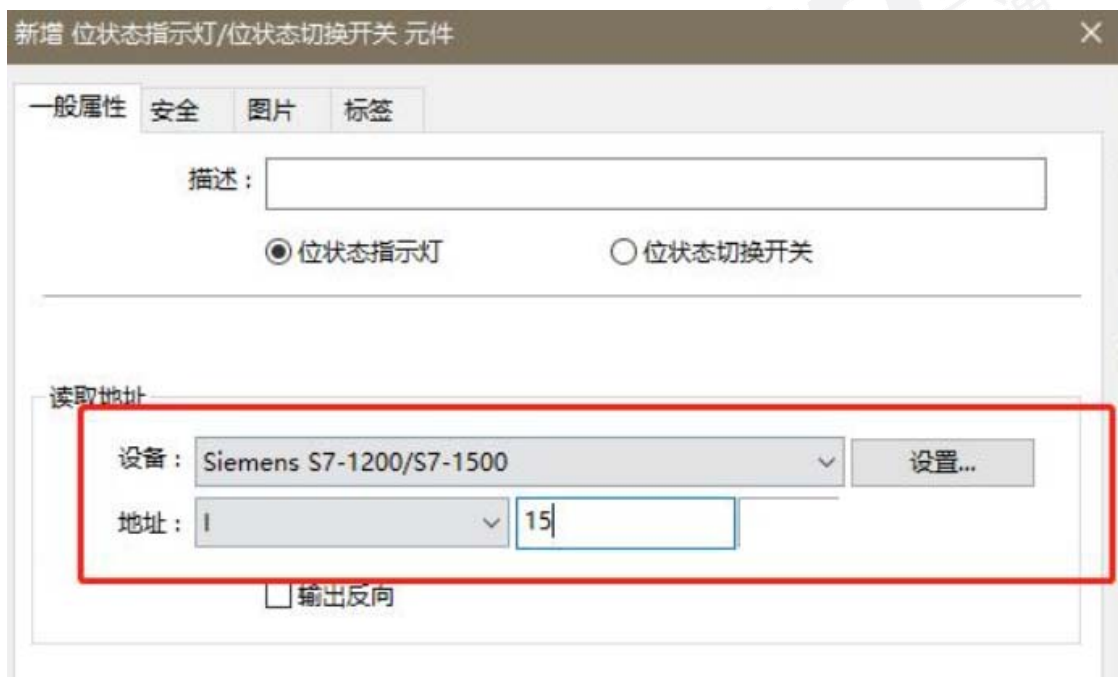 新增 位状态指示灯/位状态切换开关 元件
一般属性 安全 图片 标签
描述：
位状态指示灯 位状态切换开关
读取地址
设备： Siemens S7-1200/S7-1500 设置...
地址： I 15
输出反向